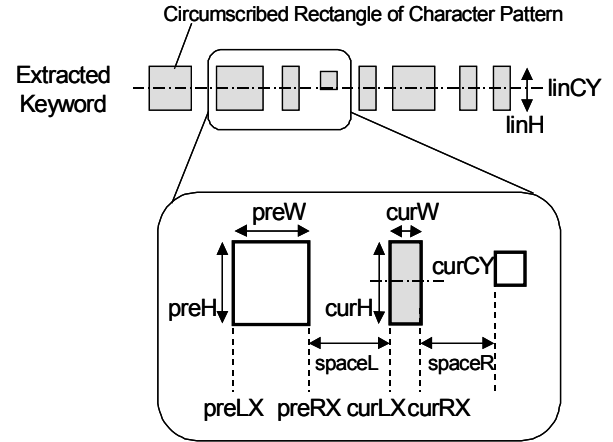 Circumscribed Rectangle of Character Pattern
Extracted
Keyword
linCY
linH
preW
curW
curCY
preH
curH
spaceL
spaceR
preLX
preRX
curLX
curRX